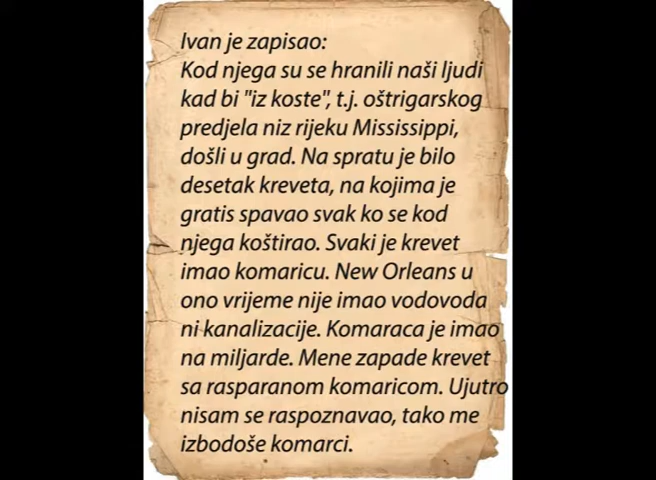 Ivan je zapisao:
Kod njega su se hranili naši ljudi
kad bi "iz koste", t.j. oštrigarskog
predjela niz rijeku Mississippi,
došli u grad. Na spratu je bilo
desetak kreveta, na kojima je
gratis spavao svak ko se kod
njega koštirao. Svaki je krevet
imao komaricu. New Orleans u
ono vrijeme nije imao vodovoda
ni kanalizacije. Komaraca je imao
na miljarde. Mene zapade krevet
sa rasparanom komaricom. Ujutro
nisam se raspoznavao, tako me
izbodoše komarci.